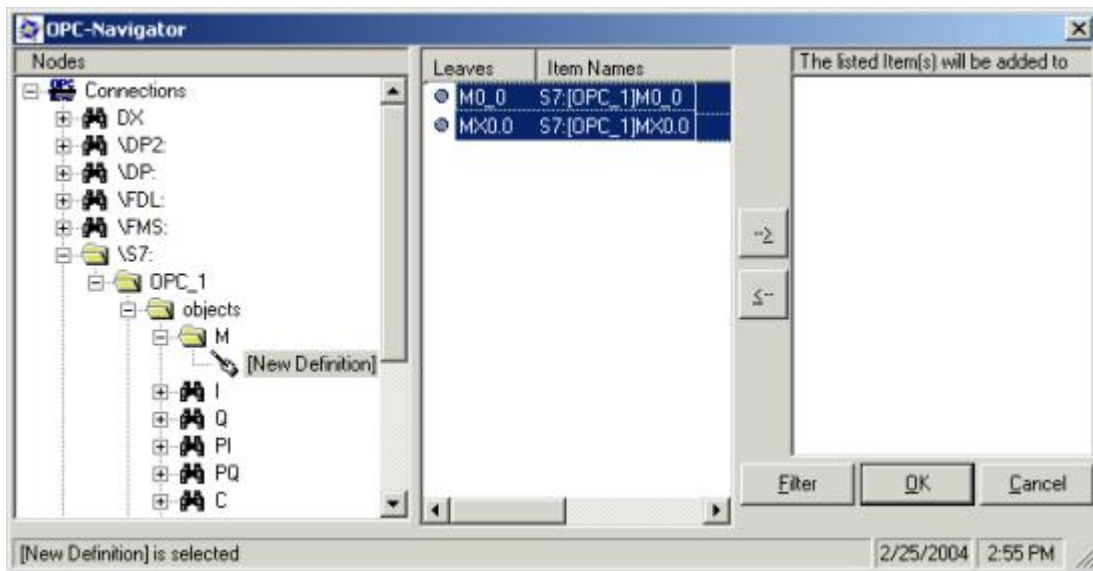 OPC-Navigator
Nodes
Connections
DX
\DP2:
\DP:
\FDL:
\FMS:
\S7:
OPC_1
objects
M
[New Definition]
I
Q
PI
PQ
C
Leaves Item Names
M0_0 S7:[OPC_1]M0_0
MX0.0 S7:[OPC_1]MX0.0
-->
<--
The listed Item(s) will be added to
Filter OK Cancel
[New Definition] is selected 2/25/2004 2:55 PM